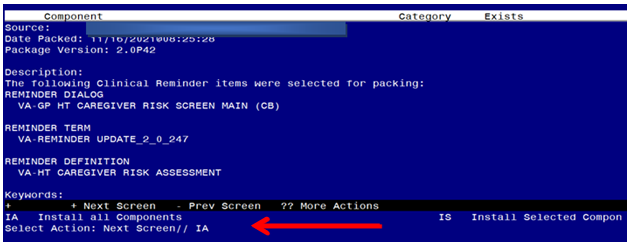 Component Category Exists
Source:
Date Packed: 11/16/2021@08:25:28
Package Version: 2.0P42
Description:
The following Clinical Reminder items were selected for packing:
REMINDER DIALOG
VA-GP HT CAREGIVER RISK SCREEN MAIN (CB)
REMINDER TERM
VA-REMINDER UPDATE_2_0_247
REMINDER DEFINITION
VA-HT CAREGIVER RISK ASSESSMENT
Keywords:
+ + Next Screen - Prev Screen ?? More Actions
IA Install all Components IS Install Selected Compon
Select Action: Next Screen// IA